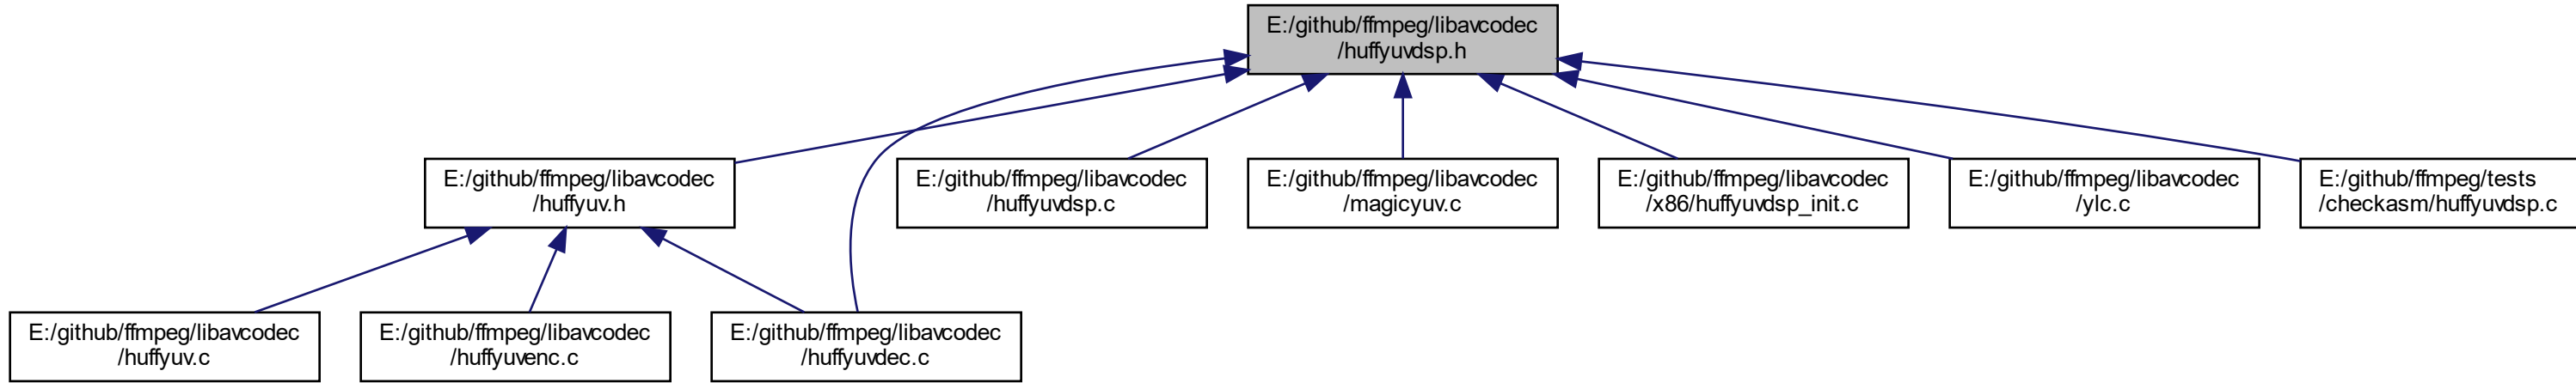 E:/github/ffmpeg/libavcodec
/huffyuvdsp.h
E:/github/ffmpeg/libavcodec
/huffyuv.h
E:/github/ffmpeg/libavcodec
/huffyuvdsp.c
E:/github/ffmpeg/libavcodec
/magicyuv.c
E:/github/ffmpeg/libavcodec
/x86/huffyuvdsp_init.c
E:/github/ffmpeg/libavcodec
/ylc.c
E:/github/ffmpeg/tests
/checkasm/huffyuvdsp.c
E:/github/ffmpeg/libavcodec
/huffyuv.c
E:/github/ffmpeg/libavcodec
/huffyuvenc.c
E:/github/ffmpeg/libavcodec
/huffyuvdec.c